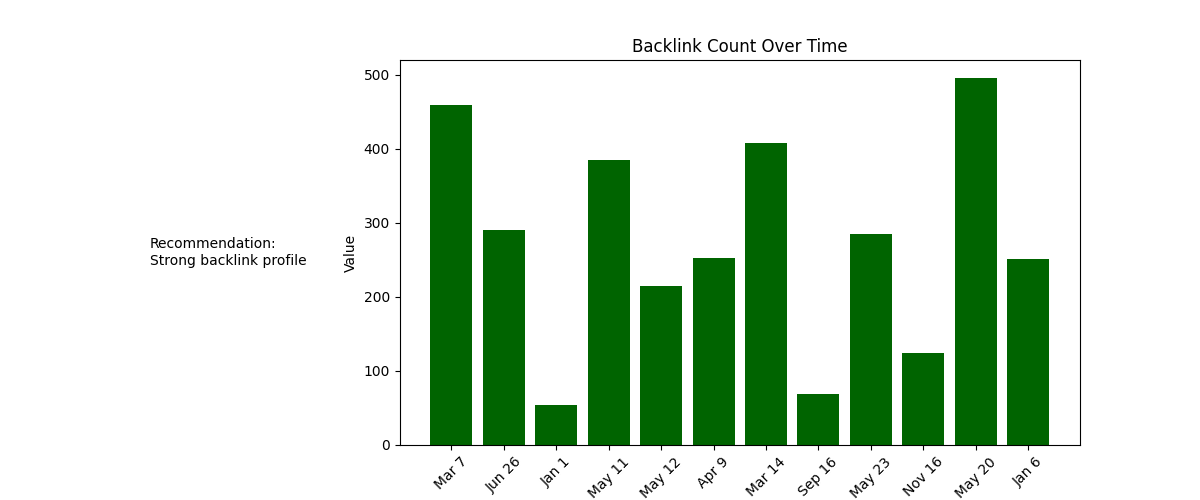 Backlink Count Over Time
Recommendation:
Strong backlink profile
Value
500
400
300
200
100
0
Mar 7
Jun 26
Jan 1
May 11
May 12
Apr 9
Mar 14
Sep 16
May 23
Nov 16
May 20
Jan 6